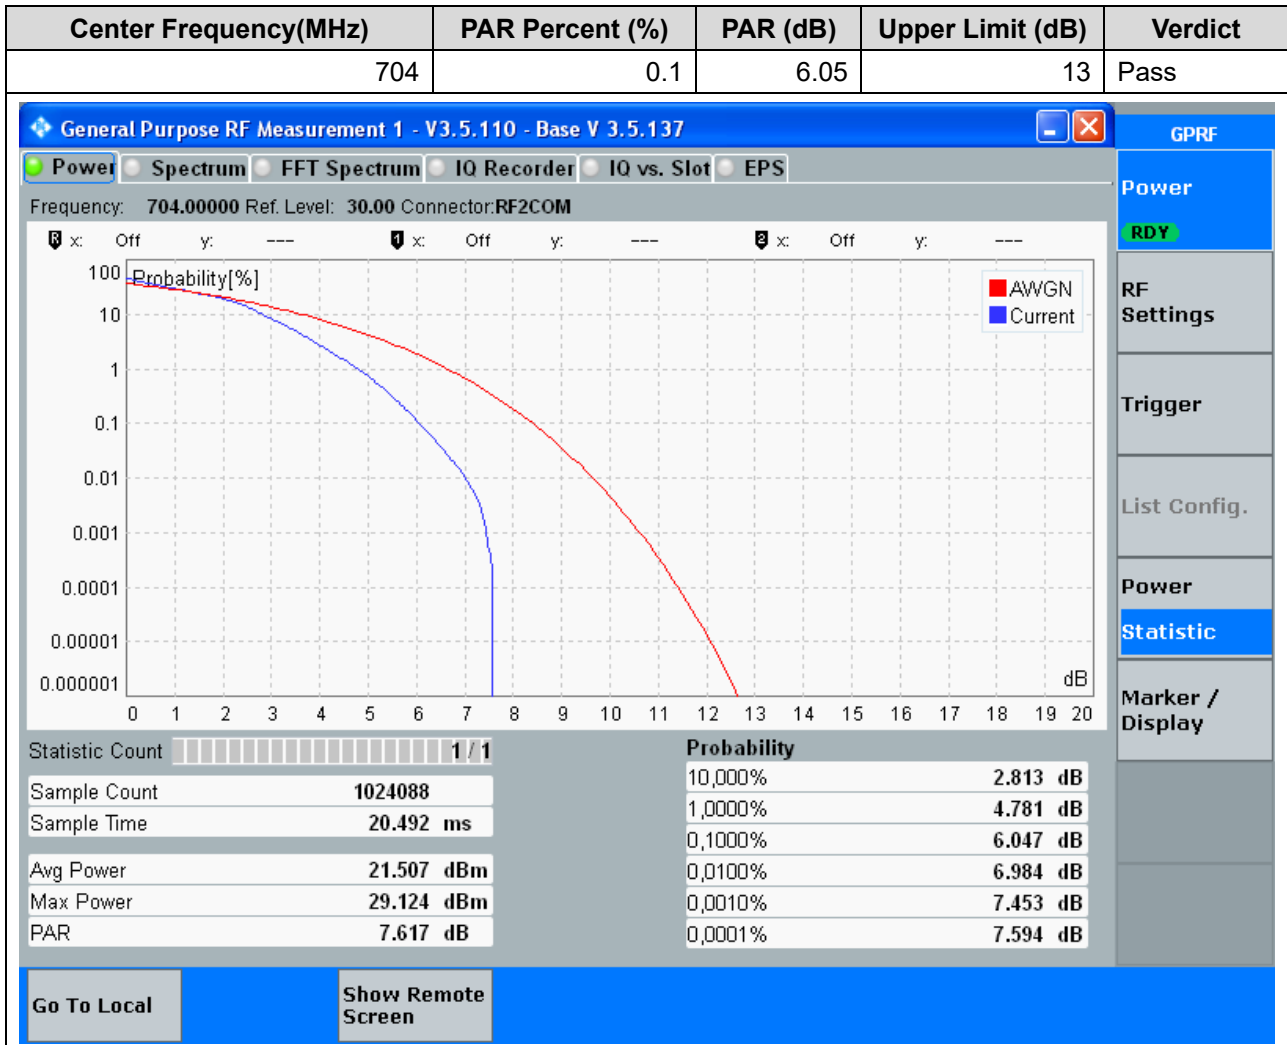 Center Frequency(MHz) PAR Percent (%) PAR (dB) Upper Limit (dB) Verdict
704 0.1 6.05 13 Pass
General Purpose RF Measurement 1 - V3.5.110 - Base V 3.5.137
GPRF
Power Spectrum FFT Spectrum IQ Recorder IQ vs. Slot EPS
Frequency: 704.00000 Ref. Level: 30.00 Connector:RF2COM
R x: Off y: --- 1 x: Off y: --- 2 x: Off y: ---
Probability[%]
AWGN
Current
100
10
1
0.1
0.01
0.001
0.0001
0.00001
0.000001
dB
0 1 2 3 4 5 6 7 8 9 10 11 12 13 14 15 16 17 18 19 20
Statistic Count 1 / 1
Sample Count 1024088
Sample Time 20.492 ms
Avg Power 21.507 dBm
Max Power 29.124 dBm
PAR 7.617 dB
Probability
10,000% 2.813 dB
1,0000% 4.781 dB
0,1000% 6.047 dB
0,0100% 6.984 dB
0,0010% 7.453 dB
0,0001% 7.594 dB
Power
RDY
RF
Settings
Trigger
List Config.
Power
Statistic
Marker /
Display
Go To Local
Show Remote
Screen